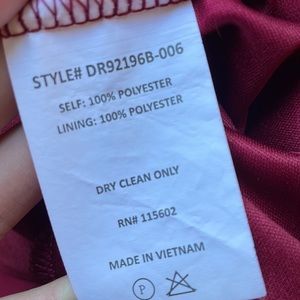 STYLE# DR92196B-006
SELF: 100% POLYESTER
LINING: 100% POLYESTER
DRY CLEAN ONLY
RN# 115602
MADE IN VIETNAM
P